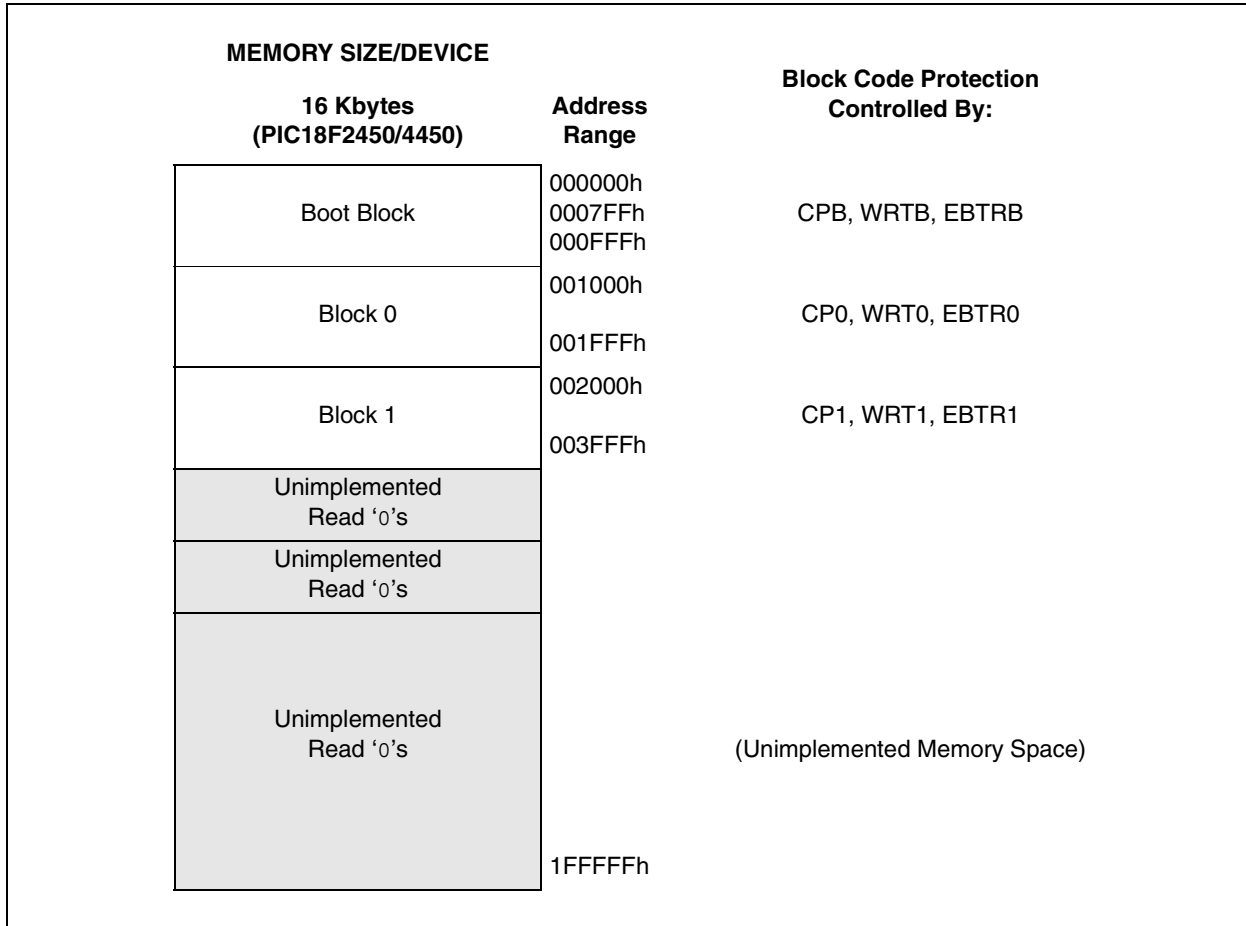 MEMORY SIZE/DEVICE
16 Kbytes
(PIC18F2450/4450)
Address
Range
Block Code Protection
Controlled By:
Boot Block
000000h
0007FFh
000FFFh
CPB, WRTB, EBTRB
Block 0
001000h
001FFFh
CP0, WRT0, EBTR0
Block 1
002000h
003FFFh
CP1, WRT1, EBTR1
Unimplemented
Read ‘0’s
Unimplemented
Read ‘0’s
Unimplemented
Read ‘0’s
(Unimplemented Memory Space)
1FFFFFh